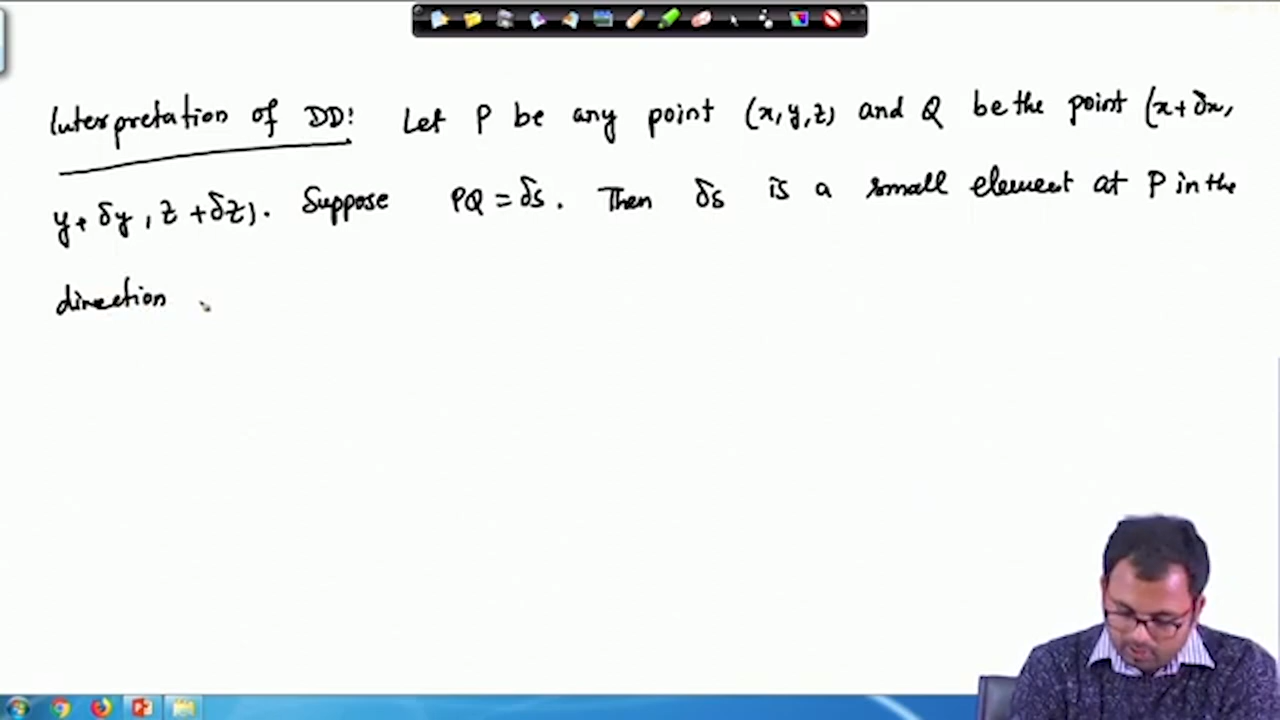 Interpretation of DD: Let P be any point (x, y, z) and Q be the point (x+δx,
y+δy, z+δz). Suppose PQ = δs. Then δs is a small element at P in the
direction